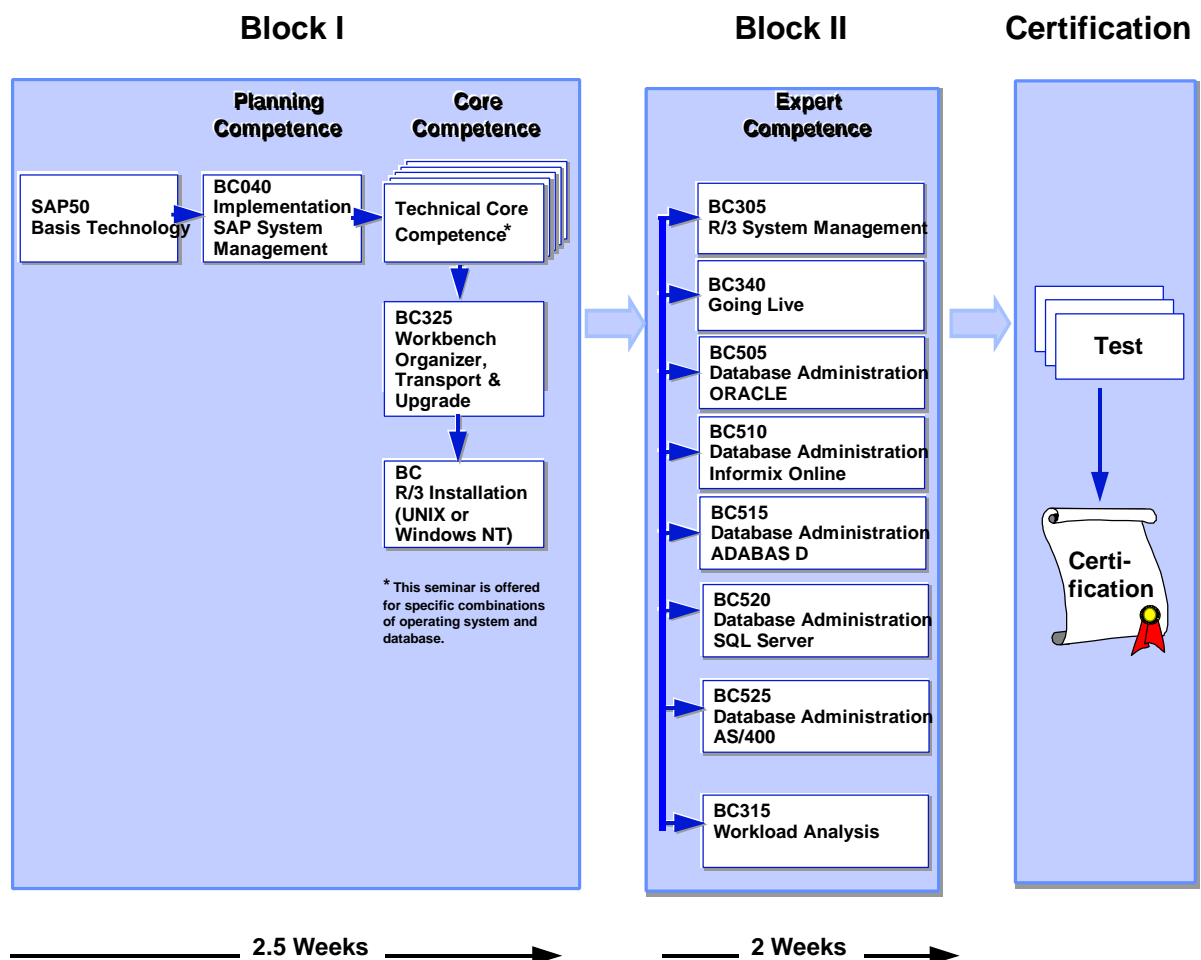 Block I
Block II
Certification
Planning
Competence
Core
Competence
SAP50
Basis Technology
BC040
Implementation
SAP System
Management
Technical Core
Competence*
BC325
Workbench
Organizer,
Transport &
Upgrade
BC
R/3 Installation
(UNIX or
Windows NT)
* This seminar is offered
for specific combinations
of operating system and
database.
Expert
Competence
BC305
R/3 System Management
BC340
Going Live
BC505
Database Administration
ORACLE
BC510
Database Administration
Informix Online
BC515
Database Administration
ADABAS D
BC520
Database Administration
SQL Server
BC525
Database Administration
AS/400
BC315
Workload Analysis
Test
Certi-
fication
2.5 Weeks
2 Weeks